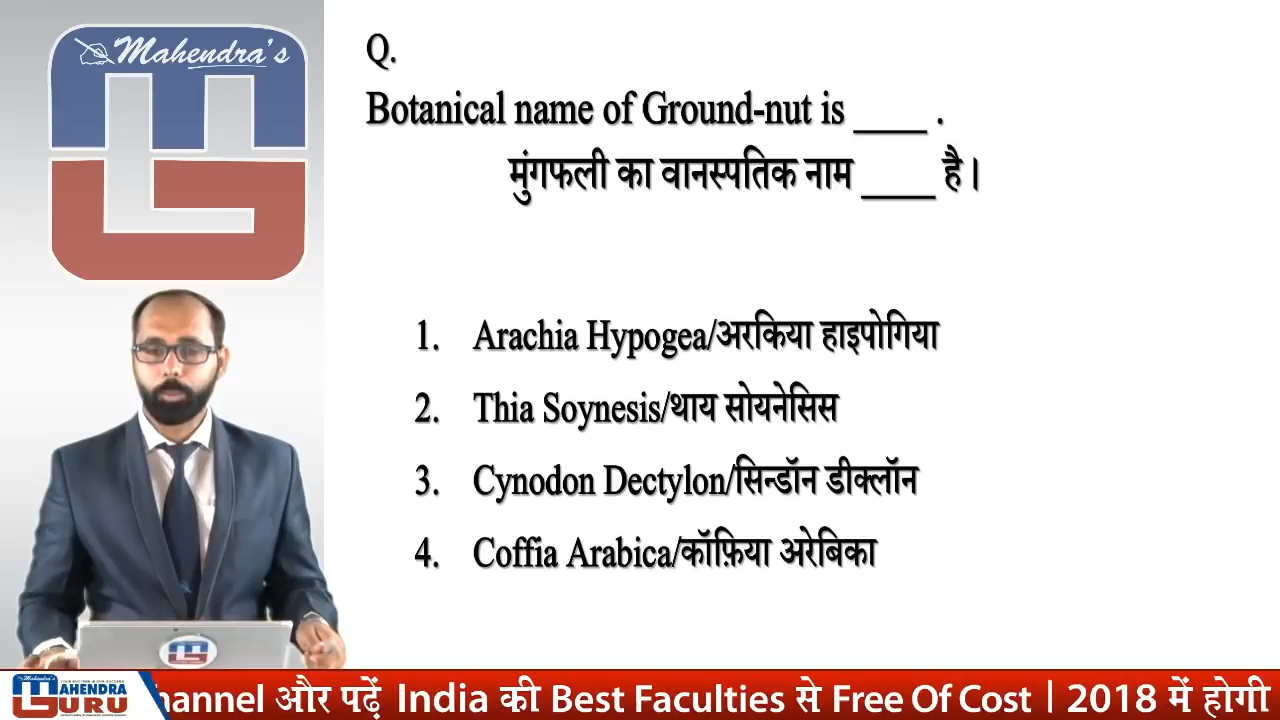 Mahendra's
Q.
Botanical name of Ground-nut is ____ .
मुंगफली का वानस्पतिक नाम ____ है।
1. Arachia Hypogea/अरकिया हाइपोगिया
2. Thia Soynesis/थाय सोयनेसिस
3. Cynodon Dectylon/सिन्डॉन डीक्लॉन
4. Coffia Arabica/कॉफ़िया अरेबिका
Mahendra's
MAHENDRA
GURU
hannel और पढ़ें India की Best Faculties से Free Of Cost | 2018 में होगी